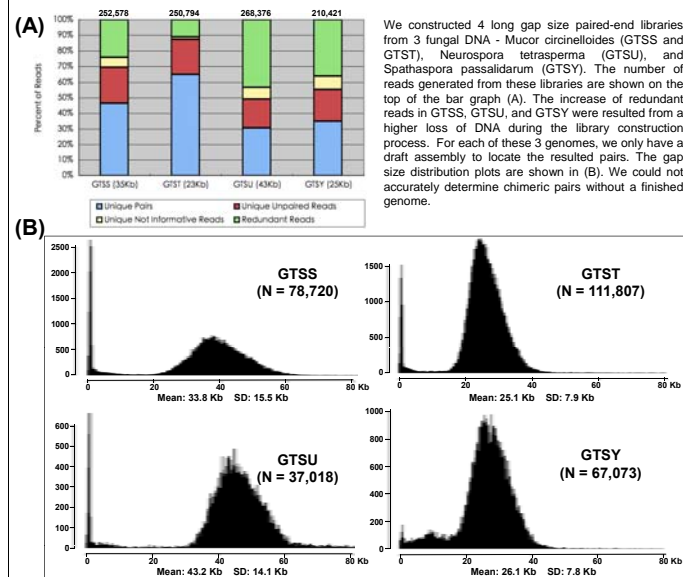 (A)
252,578 250,794 268,376 210,421
100%
90%
80%
70%
60%
50%
40%
30%
20%
10%
0%
Percent of Reads
GTSS (35Kb) GTST (23Kb) GTSU (43Kb) GTSY (25Kb)
Unique Pairs Unique Unpaired Reads
Unique Not Informative Reads Redundant Reads
We constructed 4 long gap size paired-end libraries
from 3 fungal DNA - Mucor circinelloides (GTSS and
GTST), Neurospora tetrasperma (GTSU), and
Spathaspora passalidarum (GTSY). The number of
reads generated from these libraries are shown on the
top of the bar graph (A). The increase of redundant
reads in GTSS, GTSU, and GTSY were resulted from a
higher loss of DNA during the library construction
process. For each of these 3 genomes, we only have a
draft assembly to locate the resulted pairs. The gap
size distribution plots are shown in (B). We could not
accurately determine chimeric pairs without a finished
genome.
(B)
2500
2000
1500
1000
500
0
GTSS
(N = 78,720)
0 20 40 60 80 Kb
Mean: 33.8 Kb SD: 15.5 Kb
1500
1000
500
0
GTST
(N = 111,807)
0 20 40 60 80 Kb
Mean: 25.1 Kb SD: 7.9 Kb
600
500
400
300
200
100
0
GTSU
(N = 37,018)
0 20 40 60 80 Kb
Mean: 43.2 Kb SD: 14.1 Kb
1000
800
600
400
200
0
GTSY
(N = 67,073)
0 20 40 60 80 Kb
Mean: 26.1 Kb SD: 7.8 Kb